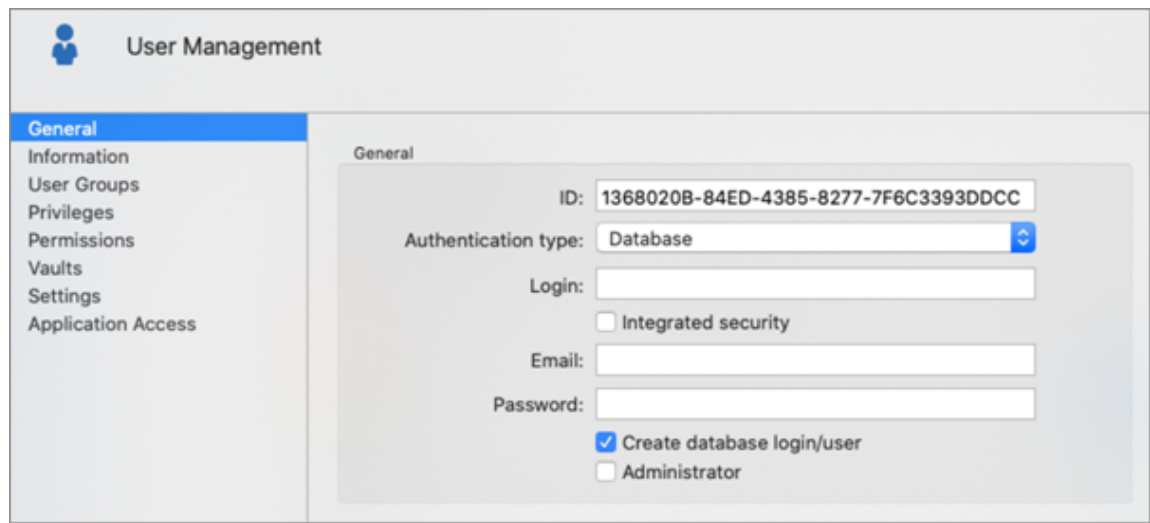 User Management
General
Information
User Groups
Privileges
Permissions
Vaults
Settings
Application Access
General
ID: 1368020B-84ED-4385-8277-7F6C3393DDCC
Authentication type: Database
Login:
Integrated security
Email:
Password:
Create database login/user
Administrator